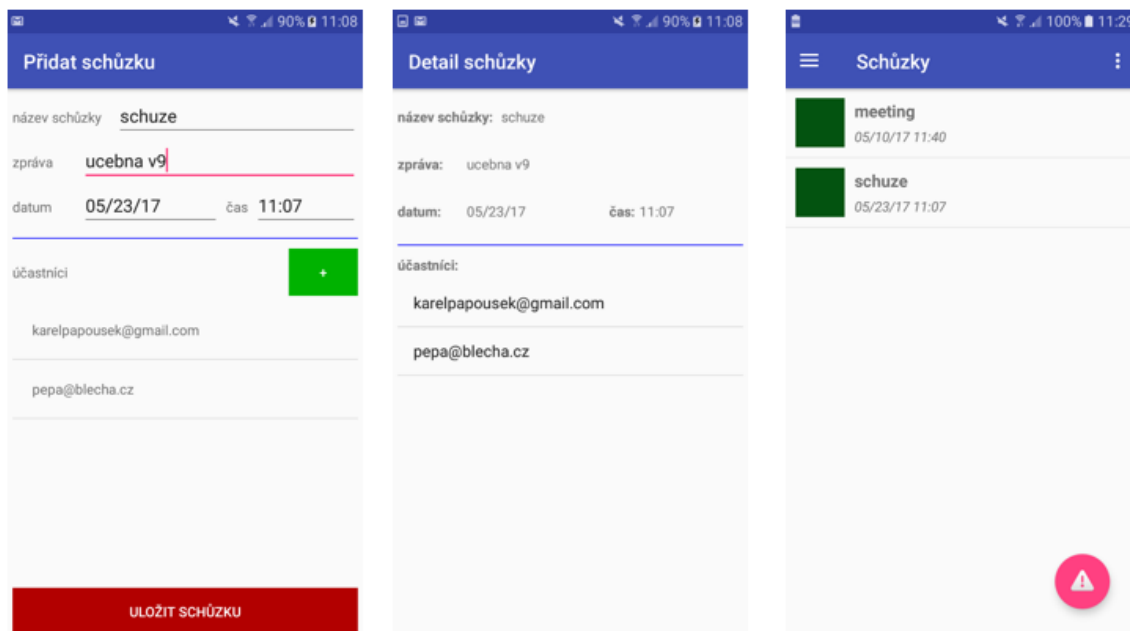 90% 11:08
Přidat schůzku
název schůzky schuze
zpráva ucebna v9
datum 05/23/17 čas 11:07
účastníci +
karelpapousek@gmail.com
pepa@blecha.cz
ULOŽIT SCHŮZKU
90% 11:08
Detail schůzky
název schůzky: schuze
zpráva: ucebna v9
datum: 05/23/17 čas: 11:07
účastníci:
karelpapousek@gmail.com
pepa@blecha.cz
100% 11:29
Schůzky
meeting
05/10/17 11:40
schuze
05/23/17 11:07